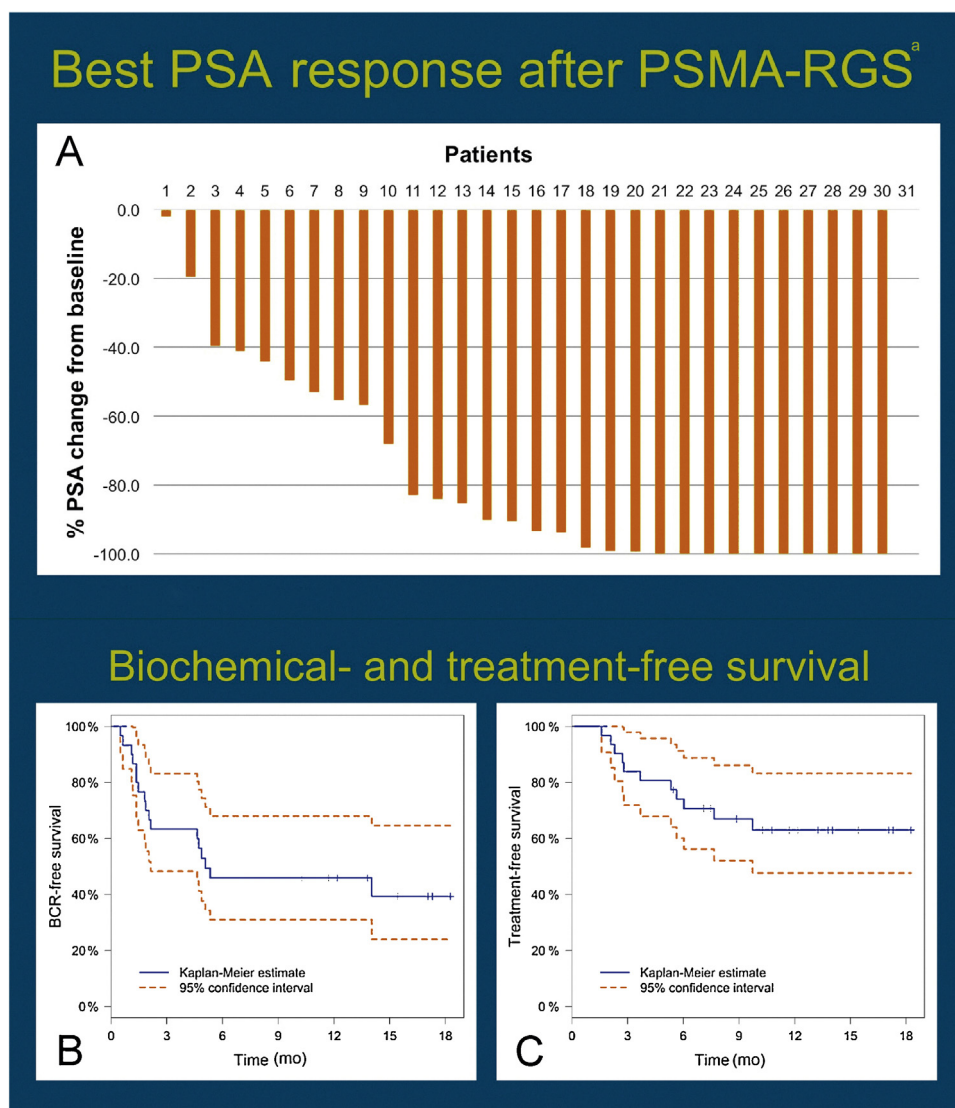 Best PSA response after PSMA-RGSᵃ
A
Patients
1 2 3 4 5 6 7 8 9 10 11 12 13 14 15 16 17 18 19 20 21 22 23 24 25 26 27 28 29 30 31
% PSA change from baseline
0.0
-20.0
-40.0
-60.0
-80.0
-100.0
Biochemical- and treatment-free survival
BCR-free survival
100 %
80 %
60 %
40 %
20 %
0 %
Kaplan-Meier estimate
95% confidence interval
0 3 6 9 12 15 18
Time (mo)
B
Treatment-free survival
100 %
80 %
60 %
40 %
20 %
0 %
Kaplan-Meier estimate
95% confidence interval
0 3 6 9 12 15 18
Time (mo)
C